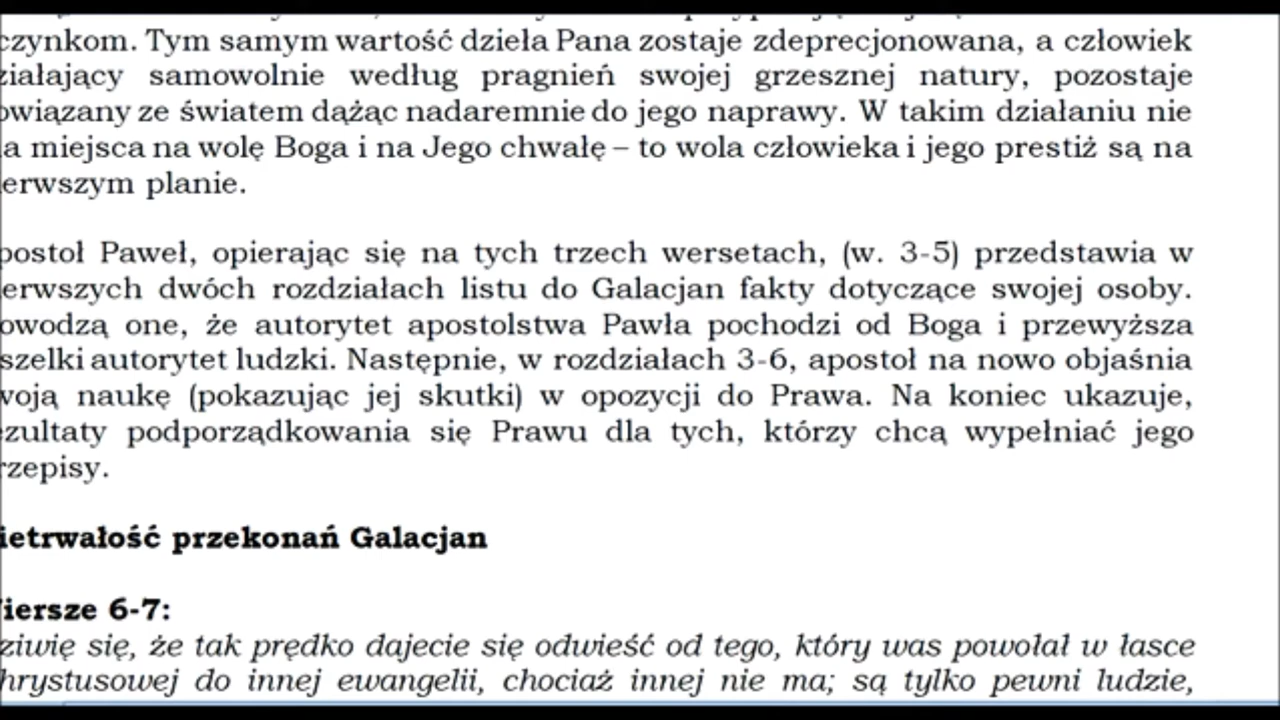 czynkom. Tym samym wartość dzieła Pana zostaje zdeprecjonowana, a człowiek
ziałający samowolnie według pragnień swojej grzesznej natury, pozostaje
owiązany ze światem dążąc nadaremnie do jego naprawy. W takim działaniu nie
a miejsca na wolę Boga i na Jego chwałę – to wola człowieka i jego prestiż są na
erwszym planie.
postoł Paweł, opierając się na tych trzech wersetach, (w. 3-5) przedstawia w
erwszych dwóch rozdziałach listu do Galacjan fakty dotyczące swojej osoby.
owodzą one, że autorytet apostolstwa Pawła pochodzi od Boga i przewyższa
szelki autorytet ludzki. Następnie, w rozdziałach 3-6, apostoł na nowo objaśnia
woją naukę (pokazując jej skutki) w opozycji do Prawa. Na koniec ukazuje,
ezultaty podporządkowania się Prawu dla tych, którzy chcą wypełniać jego
rzepisy.
ietrwałość przekonań Galacjan
iersze 6-7:
ziwię się, że tak prędko dajecie się odwieść od tego, który was powołał w łasce
hrystusowej do innej ewangelii, chociaż innej nie ma; są tylko pewni ludzie,